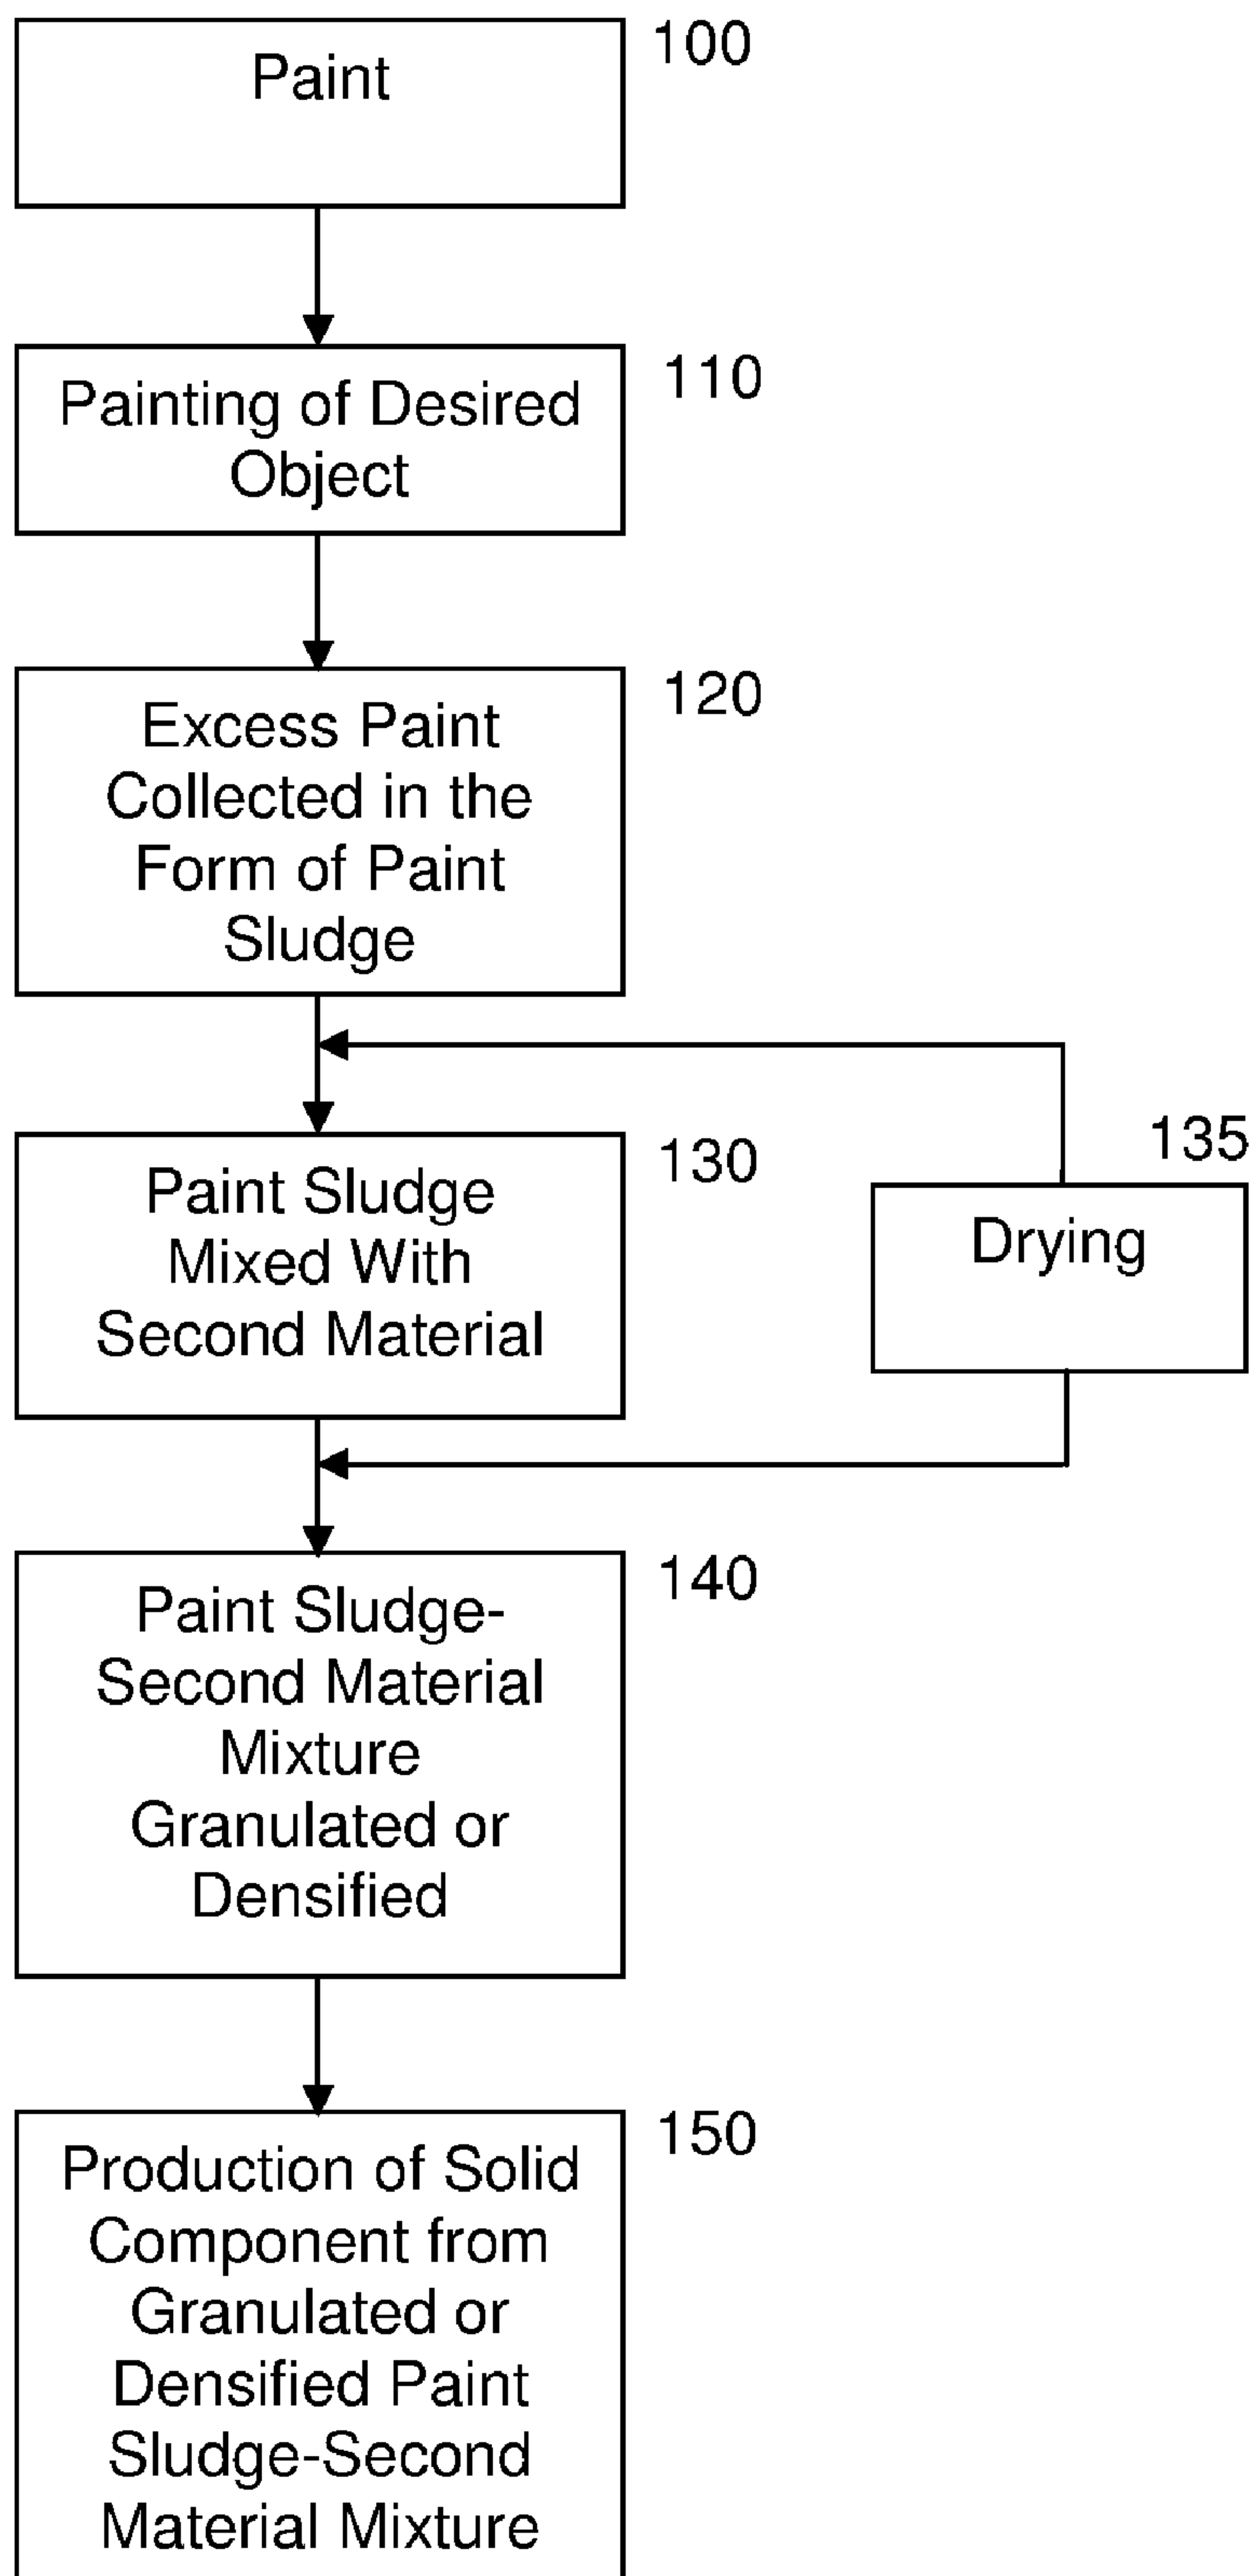 Paint
100
Painting of Desired
Object
110
Excess Paint
Collected in the
Form of Paint
Sludge
120
Paint Sludge
Mixed With
Second Material
130
135
Drying
Paint Sludge-
Second Material
Mixture
Granulated or
Densified
140
Production of Solid
Component from
Granulated or
Densified Paint
Sludge-Second
Material Mixture
150